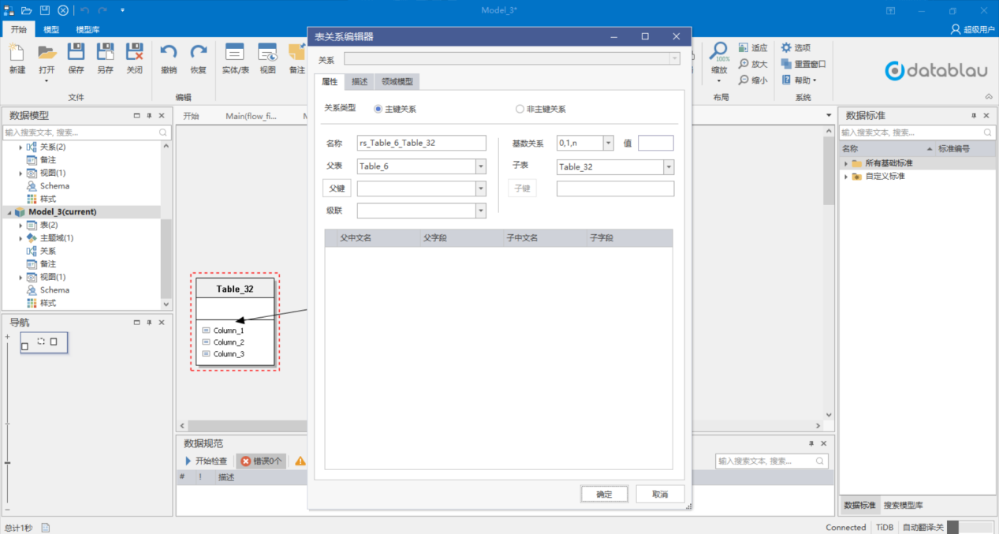 Model_3*
开始 模型 模型库
超级用户
新建 打开 保存 另存 关闭
文件
撤销 恢复
编辑
实体/表 视图 备注
100%
缩放
适应
放大
缩小
布局
选项
重置窗口
帮助
系统
datablau
数据模型
输入搜索文本, 搜索...
关系(2)
备注
视图(1)
Schema
样式
Model_3(current)
表(2)
主题域(1)
关系
备注
视图(1)
Schema
样式
导航
开始 Main(flow_fi...
Table_32
Column_1
Column_2
Column_3
表关系编辑器
关系
属性 描述 领域模型
关系类型 主键关系 非主键关系
名称 rs_Table_6_Table_32 基数关系 0,1,n 值
父表 Table_6 子表 Table_32
父键 子键
级联
父中文名 父字段 子中文名 子字段
确定 取消
数据规范
开始检查 错误0个
输入搜索文本, 搜索...
# ! 描述
数据标准
输入搜索文本, 搜索...
名称 标准编号
所有基础标准
自定义标准
数据标准 搜索模型库
总计1秒
Connected TiDB 自动翻译:关